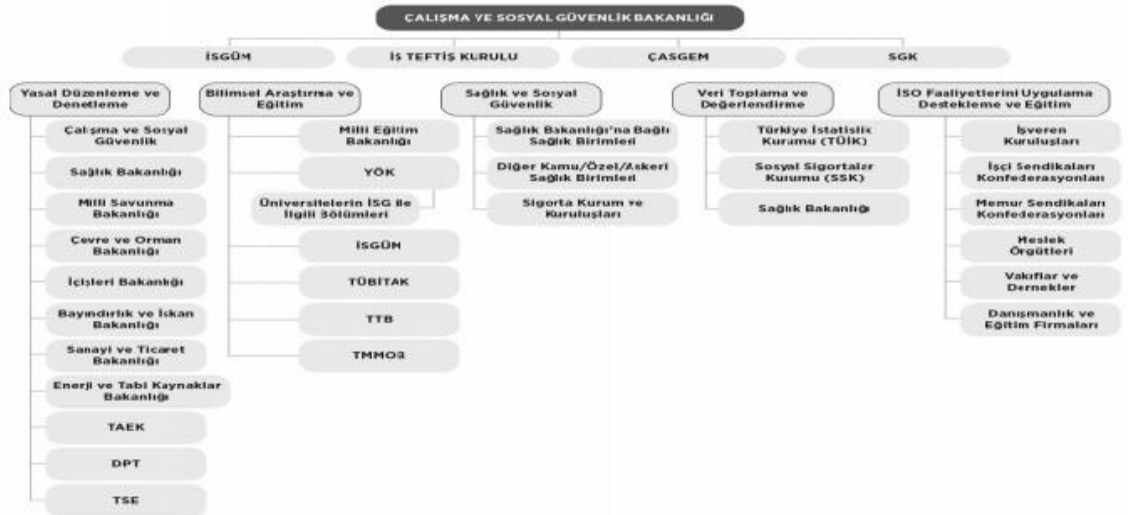 ÇALIŞMA VE SOSYAL GÜVENLİK BAKANLIĞI
İSGÜM
İS TEFTİŞ KURULU
ÇASGEM
SGK
Yasal Düzenleme ve
Denetleme
Çalışma ve Sosyal
Güvenlik
Sağlık Bakanlığı
Milli Savunma
Bakanlığı
Çevre ve Orman
Bakanlığı
İçişleri Bakanlığı
Bayındırlık ve İskan
Bakanlığı
Sanayi ve Ticaret
Bakanlığı
Enerji ve Tabi Kaynaklar
Bakanlığı
TAEK
DPT
TSE
Bilimsel Araştırma ve
Eğitim
Milli Eğitim
Bakanlığı
YÖK
Üniversitelerin İSG ile
İlgili Bölümleri
İSGÜM
TÜBİTAK
TTB
TMMOB
Sağlık ve Sosyal
Güvenlik
Sağlık Bakanlığı'na Bağlı
Sağlık Birimleri
Diğer Kamu/Özel/Askeri
Sağlık Birimleri
Sigorta Kurum ve
Kuruluşları
Veri Toplama ve
Değerlendirme
Türkiye İstatislik
Kurumu (TÜİK)
Sosyal Sigortalar
Kurumu (SSK)
Sağlık Bakanlığı
İSO Faaliyetlerini Uygulama
Destekleme ve Eğitim
İşveren
Kuruluşları
İşçi Sendikaları
Konfederasyonları
Memur Sendikaları
Konfederasyonları
Meslek
Örgütleri
Vakıflar ve
Dernekler
Danışmanlık ve
Eğitim Firmaları